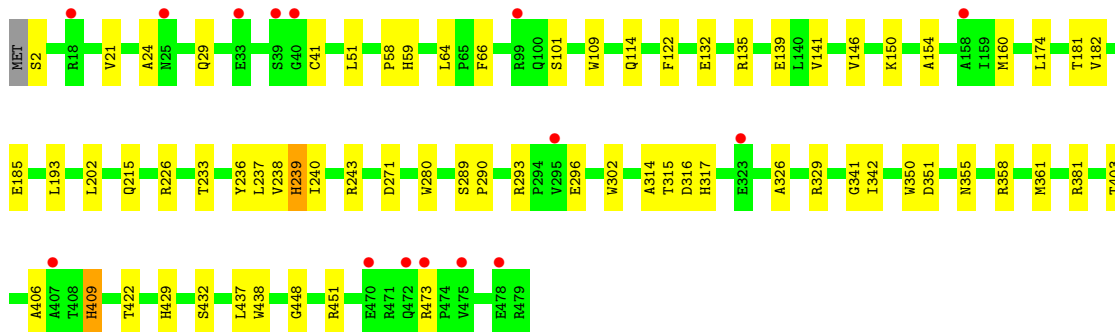 MET S2 R18 V21 A24 N25 Q29 E33 S39 G40 C41 L51 P58 H59 L64 P65 F66 R99 Q100 S101 W109 Q114 F122 E132 R135 E139 L140 V141 V146 K150 A154 A158 I159 M160 L174 T181 V182
E185 L193 L202 Q215 R226 T233 Y236 L237 V238 H239 I240 R243 D271 W280 S289 P290 R293 P294 V295 E296 W302 A314 T315 D316 H317 E323 A326 R329 G341 I342 W350 D351 N355 R358 M361 R381 T403
A406 A407 T408 H409 T422 H429 S432 L437 W438 G448 R451 E470 R471 Q472 R473 P474 V475 E478 R479